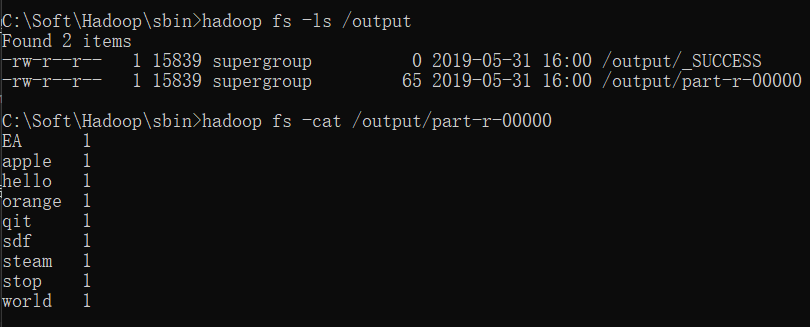 C:\Soft\Hadoop\sbin>hadoop fs -ls /output
Found 2 items
-rw-r--r--   1 15839 supergroup          0 2019-05-31 16:00 /output/_SUCCESS
-rw-r--r--   1 15839 supergroup         65 2019-05-31 16:00 /output/part-r-00000
C:\Soft\Hadoop\sbin>hadoop fs -cat /output/part-r-00000
EA      1
apple   1
hello   1
orange  1
qit     1
sdf     1
steam   1
stop    1
world   1